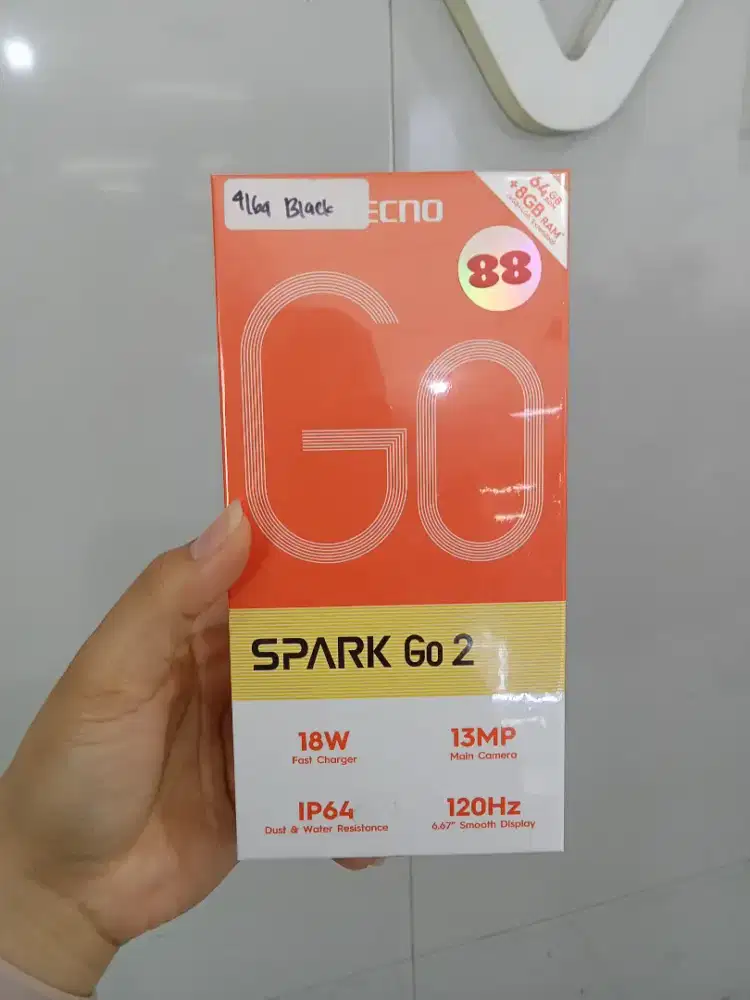 4/64 Black
ECNO
64GB ROM
+8GB RAM*
88
Go
SPARK Go 2
18W
Fast Charger
13MP
Main Camera
IP64
Dust & Water Resistance
120Hz
6.67" Smooth Display